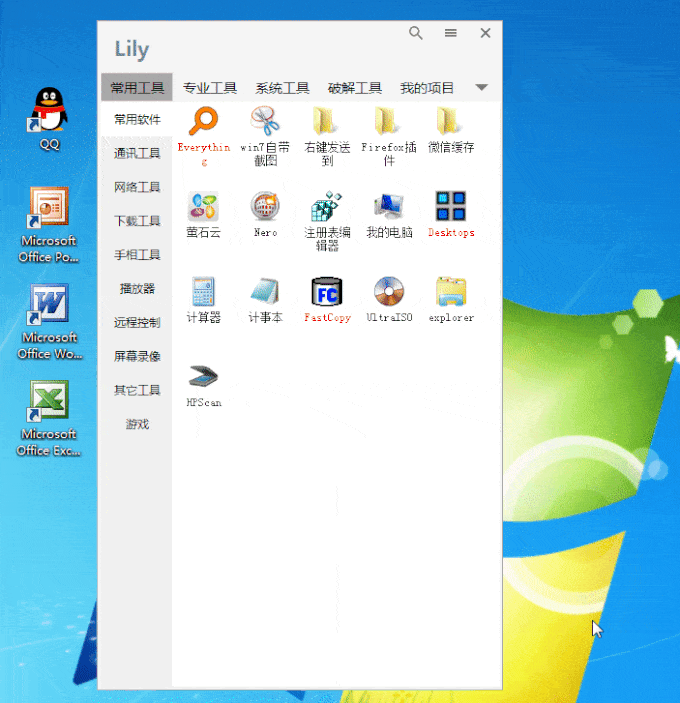 Lily
常用工具 专业工具 系统工具 破解工具 我的项目
常用软件
通讯工具
网络工具
下载工具
手相工具
播放器
远程控制
屏幕录像
其它工具
游戏
Everythin
g
win7自带
截图
右键发送
到
Firefox插
件
微信缓存
萤石云
Nero
注册表编
辑器
我的电脑
Desktops
计算器
计事本
FastCopy
UltraISO
explorer
HPScan
QQ
Microsoft
Office Po...
Microsoft
Office Wo...
Microsoft
Office Exc...